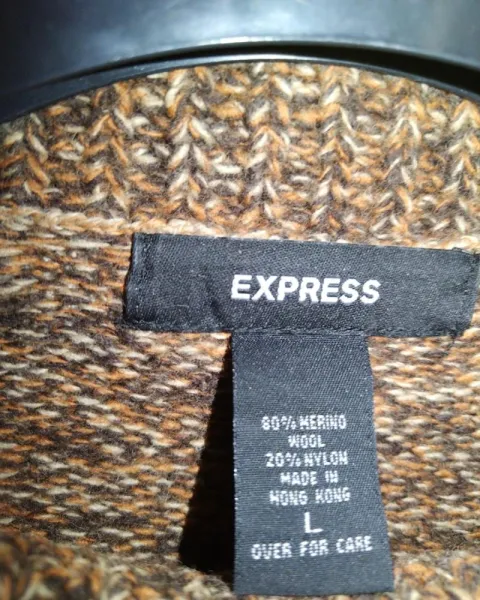 EXPRESS
80% MERINO
WOOL
20% NYLON
MADE IN
HONG KONG
L
OVER FOR CARE